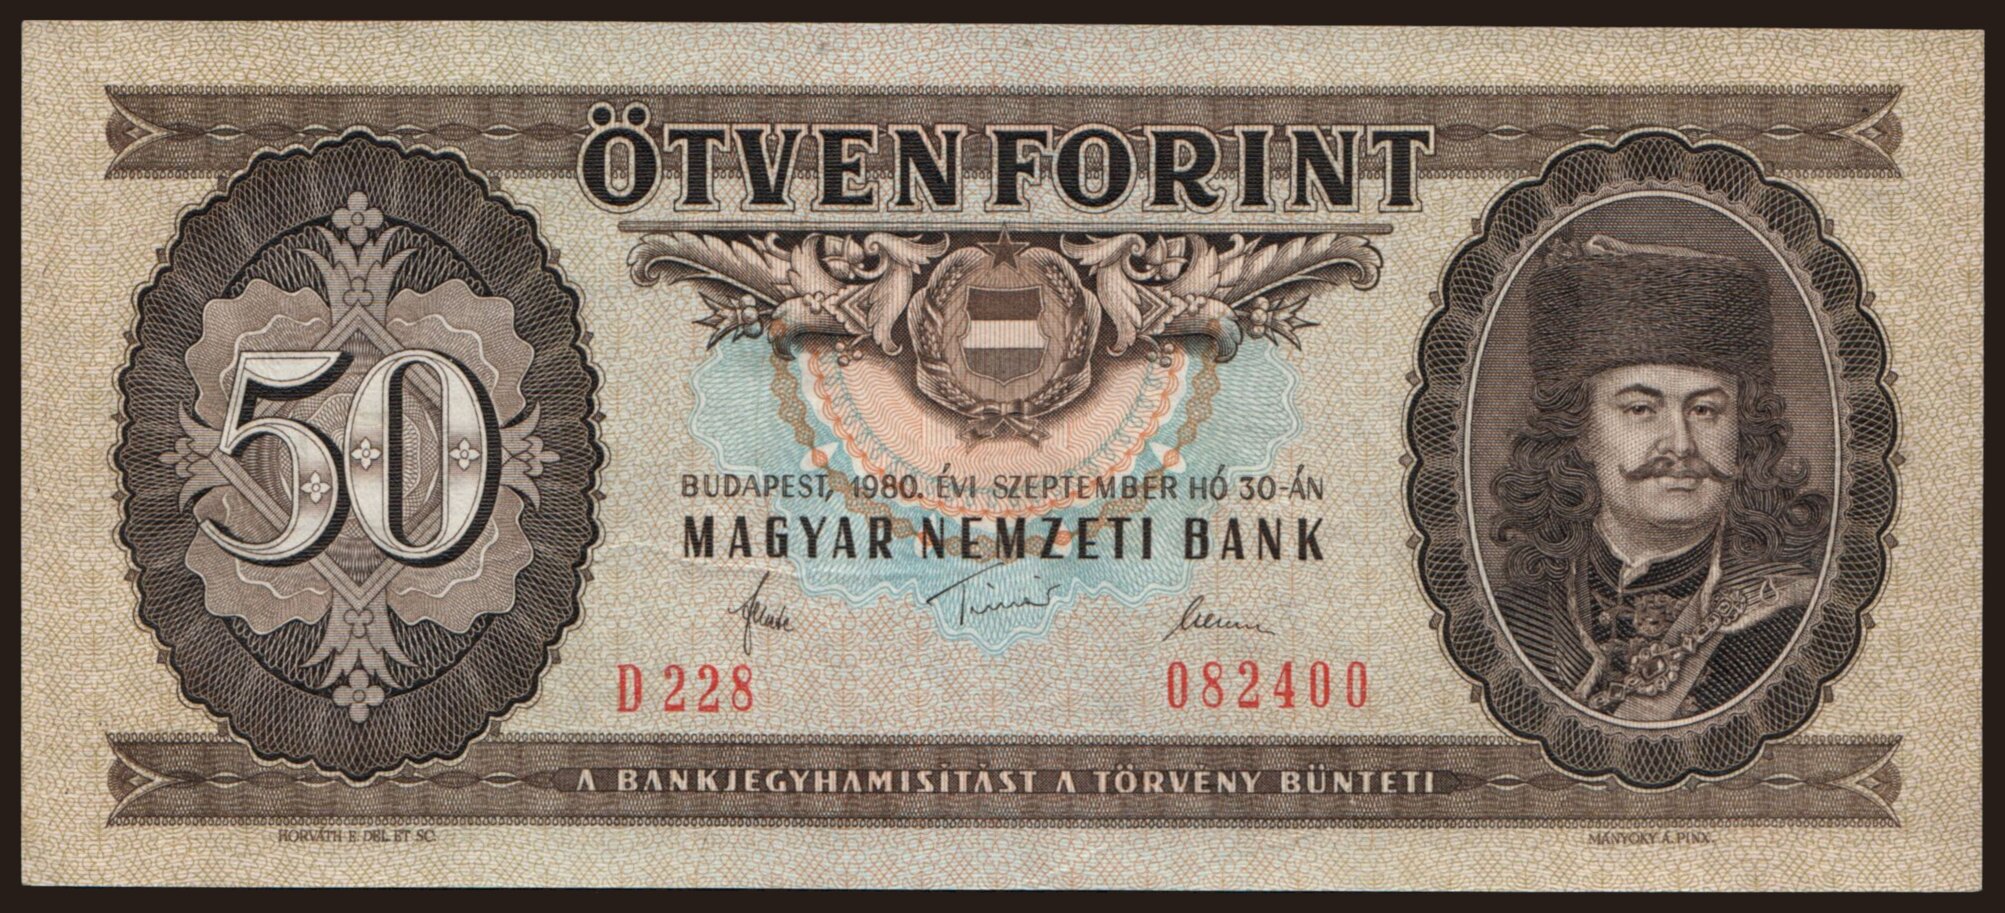 ÖTVEN FORINT
50
BUDAPEST, 1980. ÉVI SZEPTEMBER HÓ 30-ÁN
MAGYAR NEMZETI BANK
D 228 082400
A BANKJEGYHAMISÍTÁST A TÖRVÉNY BÜNTETI
HORVÁTH E. DEL. ET SC. MÁNYOKY Á. PINX.